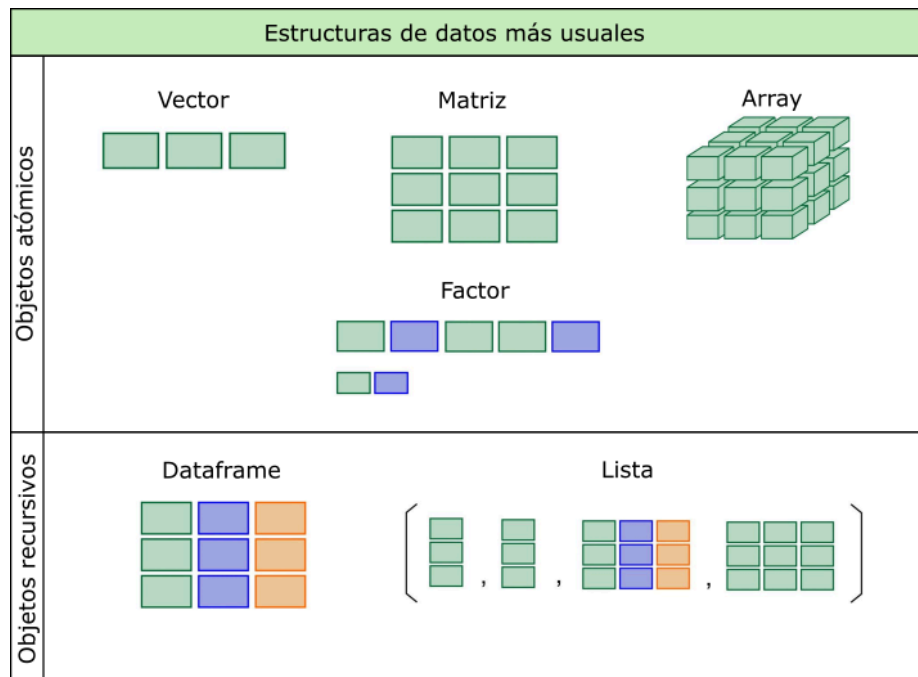 Estructuras de datos más usuales
Objetos atómicos
Vector
Matriz
Array
Factor
Objetos recursivos
Dataframe
Lista
( , , , )